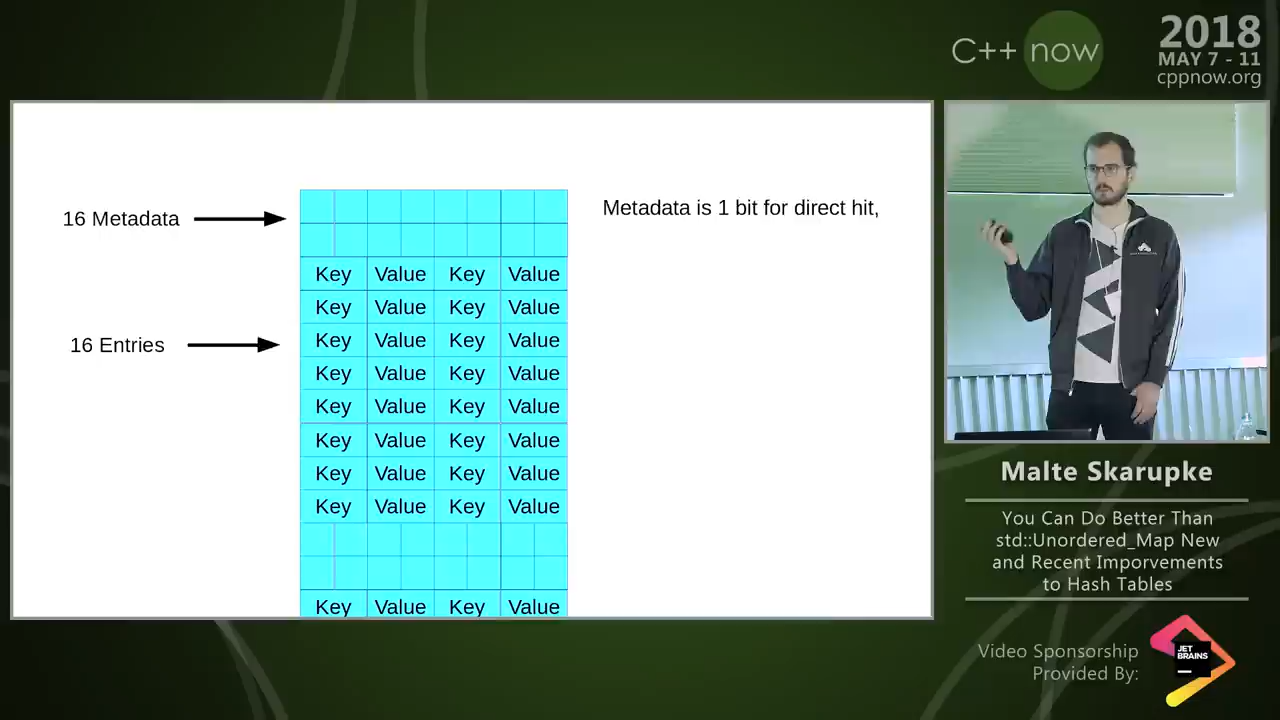 C++ now
2018
MAY 7 - 11
cppnow.org
16 Metadata
Metadata is 1 bit for direct hit,
16 Entries
Key Value Key Value
Key Value Key Value
Key Value Key Value
Key Value Key Value
Key Value Key Value
Key Value Key Value
Key Value Key Value
Key Value Key Value
Key Value Key Value
Malte Skarupke
You Can Do Better Than
std::Unordered_Map New
and Recent Imporvements
to Hash Tables
Video Sponsorship
Provided By:
JET
BRAINS